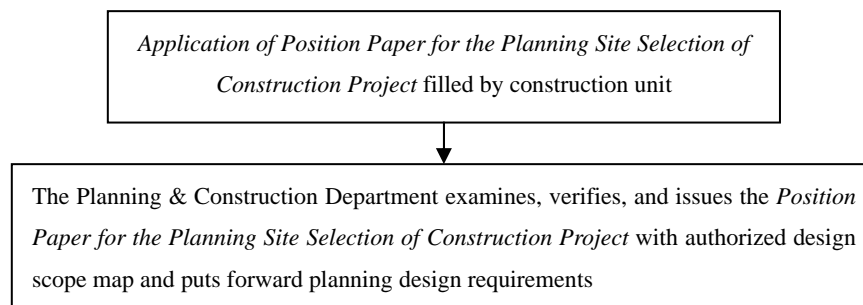 Application of Position Paper for the Planning Site Selection of
Construction Project filled by construction unit
The Planning & Construction Department examines, verifies, and issues the Position
Paper for the Planning Site Selection of Construction Project with authorized design
scope map and puts forward planning design requirements